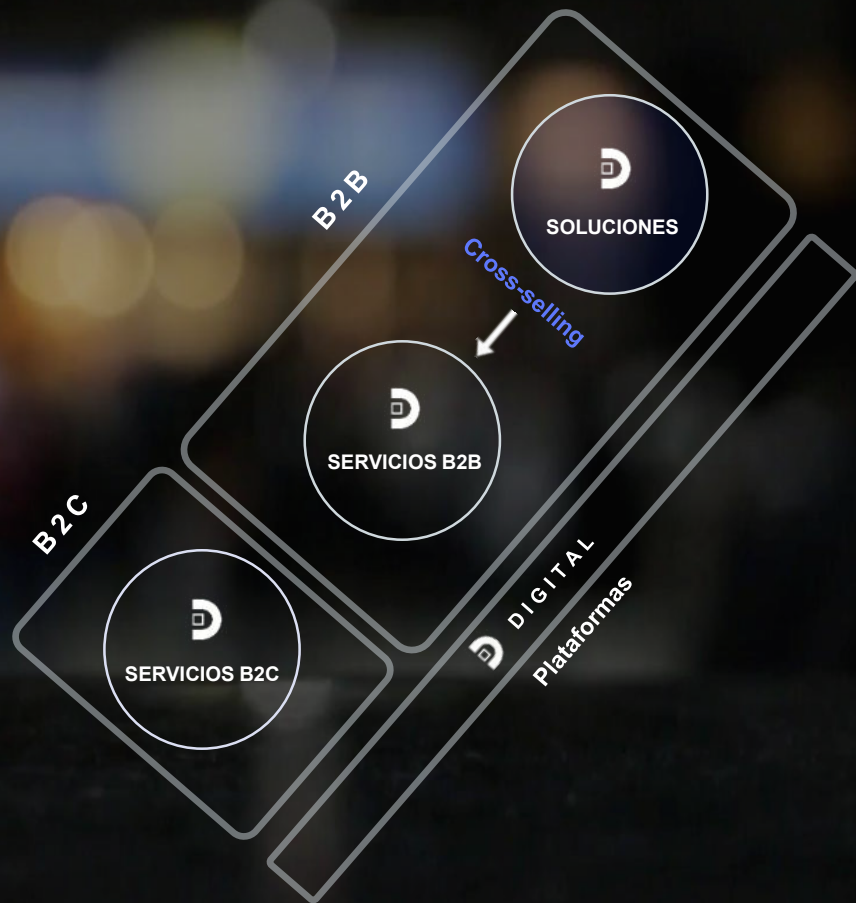 B2B
SOLUCIONES
Cross-selling
SERVICIOS B2B
B2C
SERVICIOS B2C
DIGITAL
Plataformas